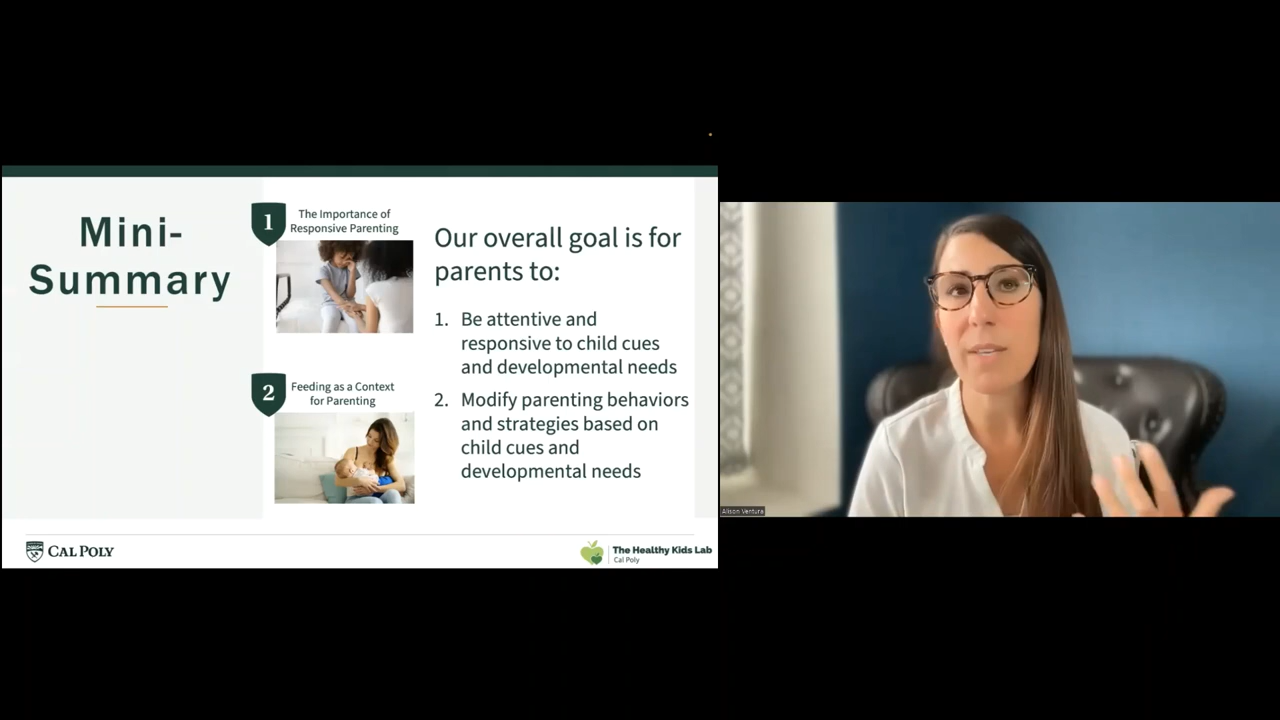 Mini-
Summary
1
The Importance of
Responsive Parenting
2
Feeding as a Context
for Parenting
Our overall goal is for
parents to:
1. Be attentive and
responsive to child cues
and developmental needs
2. Modify parenting behaviors
and strategies based on
child cues and
developmental needs
CAL POLY
The Healthy Kids Lab
Cal Poly
Alison Ventura